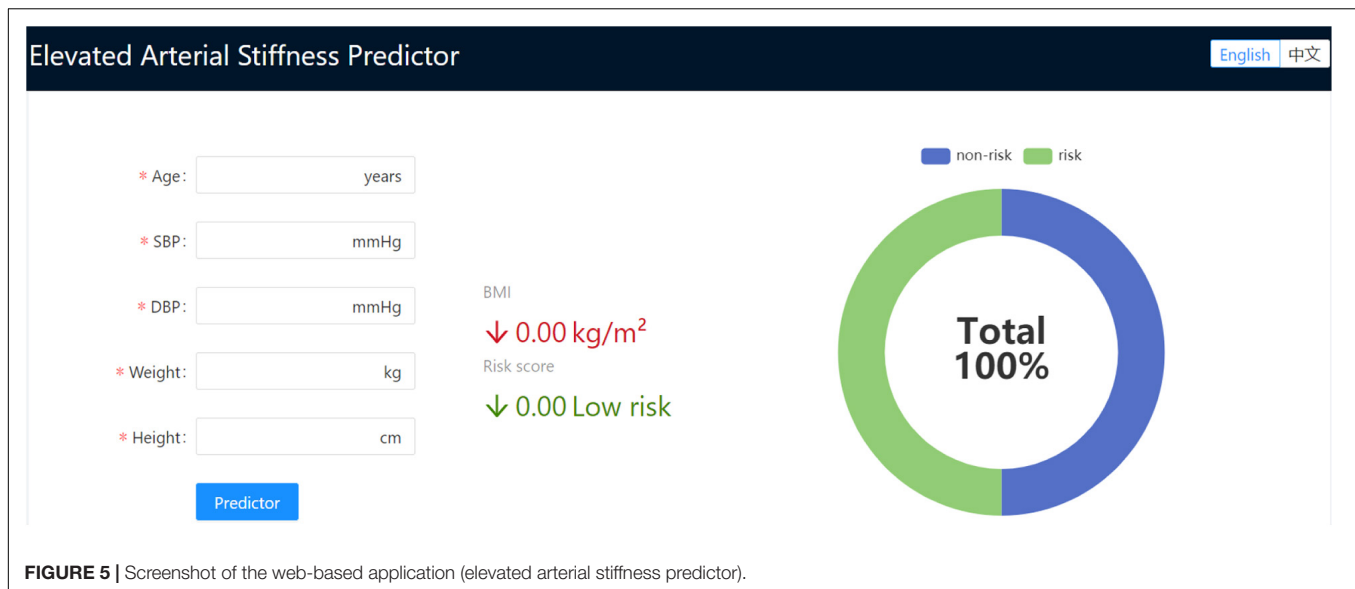 Elevated Arterial Stiffness Predictor
English 中文
* Age: years
* SBP: mmHg
* DBP: mmHg
* Weight: kg
* Height: cm
Predictor
BMI
↓ 0.00 kg/m²
Risk score
↓ 0.00 Low risk
non-risk risk
Total
100%
FIGURE 5 | Screenshot of the web-based application (elevated arterial stiffness predictor).